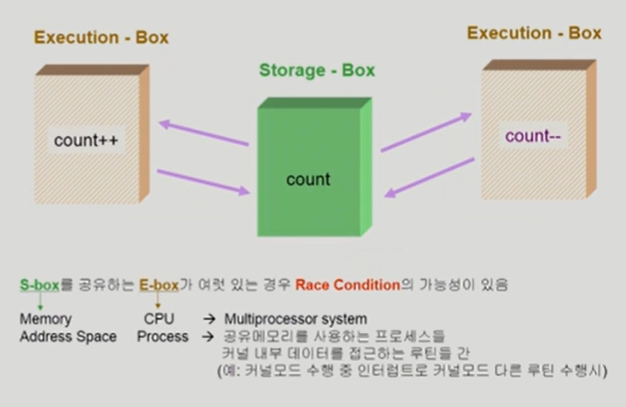 Execution - Box
Execution - Box
Storage - Box
count++
count
count--
S-box를 공유하는 E-box가 여럿 있는 경우 Race Condition의 가능성이 있음
Memory CPU → Multiprocessor system
Address Space Process → 공유메모리를 사용하는 프로세스들
커널 내부 데이터를 접근하는 루틴들 간
(예: 커널모드 수행 중 인터럽트로 커널모드 다른 루틴 수행시)